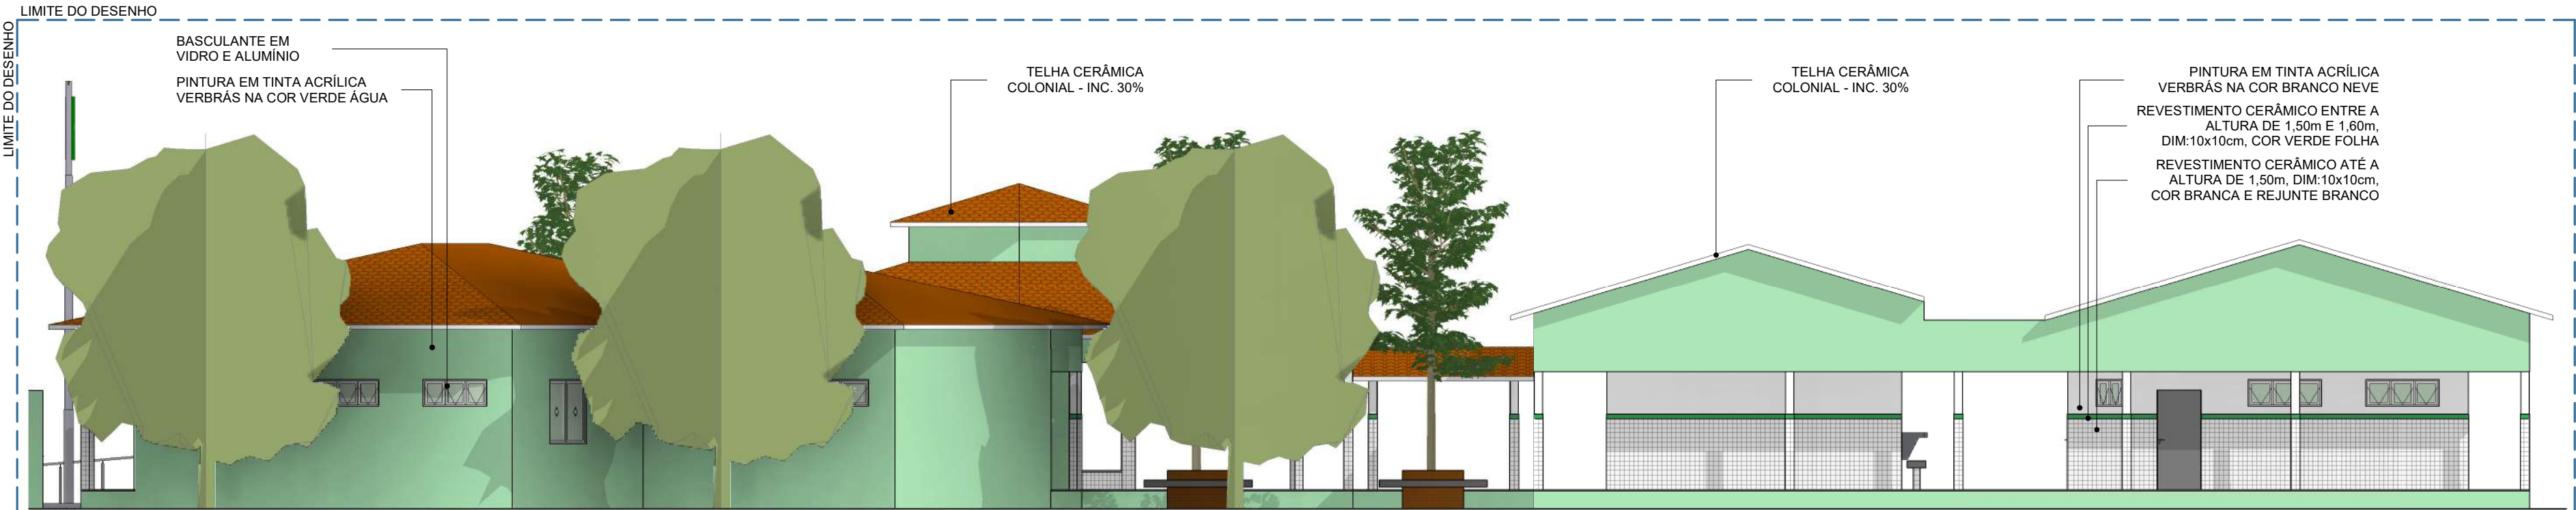 LIMITE DO DESENHO
LIMITE DO DESENHO
BASCULANTE EM
VIDRO E ALUMÍNIO
PINTURA EM TINTA ACRÍLICA
VERBRÁS NA COR VERDE ÁGUA
TELHA CERÂMICA
COLONIAL - INC. 30%
TELHA CERÂMICA
COLONIAL - INC. 30%
PINTURA EM TINTA ACRÍLICA
VERBRÁS NA COR BRANCO NEVE
REVESTIMENTO CERÂMICO ENTRE A
ALTURA DE 1,50m E 1,60m,
DIM:10x10cm, COR VERDE FOLHA
REVESTIMENTO CERÂMICO ATÉ A
ALTURA DE 1,50m, DIM:10x10cm,
COR BRANCA E REJUNTE BRANCO